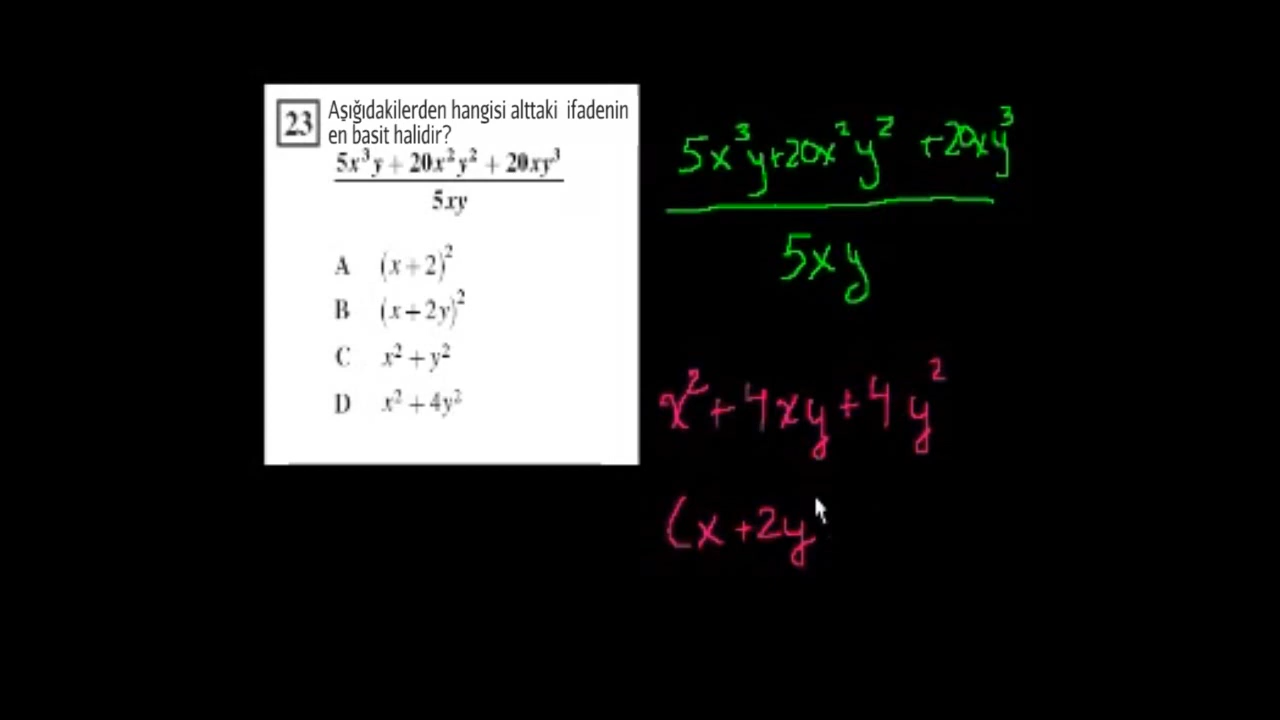 23 Aşığıdakilerden hangisi alttaki ifadenin
en basit halidir?
5x³y + 20x²y² + 20xy³
5xy
A (x + 2)²
B (x + 2y)²
C x² + y²
D x² + 4y²
5x³y + 20x²y² + 20xy³
5xy
x² + 4xy + 4y²
(x + 2y